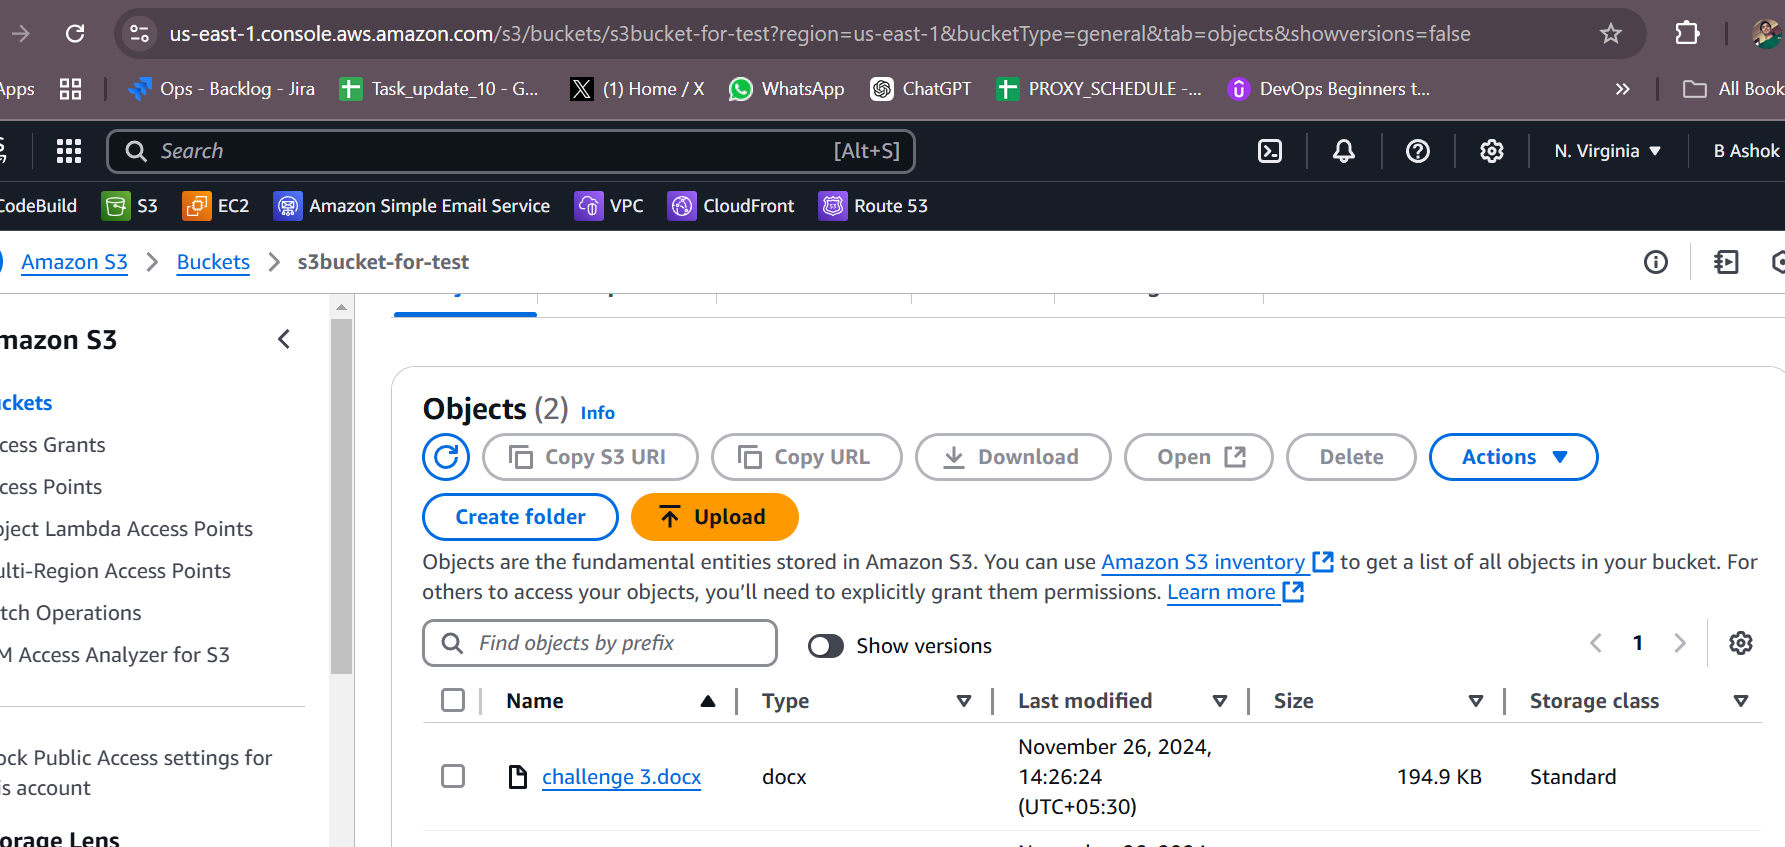 us-east-1.console.aws.amazon.com/s3/buckets/s3bucket-for-test?region=us-east-1&bucketType=general&tab=objects&showversions=false
Apps Ops - Backlog - Jira Task_update_10 - G... (1) Home / X WhatsApp ChatGPT PROXY_SCHEDULE -... DevOps Beginners t... » All Book
Search [Alt+S] N. Virginia ▼ B Ashok
CodeBuild S3 EC2 Amazon Simple Email Service VPC CloudFront Route 53
Amazon S3 > Buckets > s3bucket-for-test
mazon S3
uckets
cess Grants
cess Points
ject Lambda Access Points
ulti-Region Access Points
tch Operations
M Access Analyzer for S3
ock Public Access settings for
is account
orage Lens
Objects (2) Info
Copy S3 URI Copy URL Download Open Delete Actions ▼
Create folder Upload
Objects are the fundamental entities stored in Amazon S3. You can use Amazon S3 inventory to get a list of all objects in your bucket. For
others to access your objects, you’ll need to explicitly grant them permissions. Learn more
Find objects by prefix Show versions 1
Name Type Last modified Size Storage class
challenge 3.docx docx November 26, 2024, 14:26:24 (UTC+05:30) 194.9 KB Standard